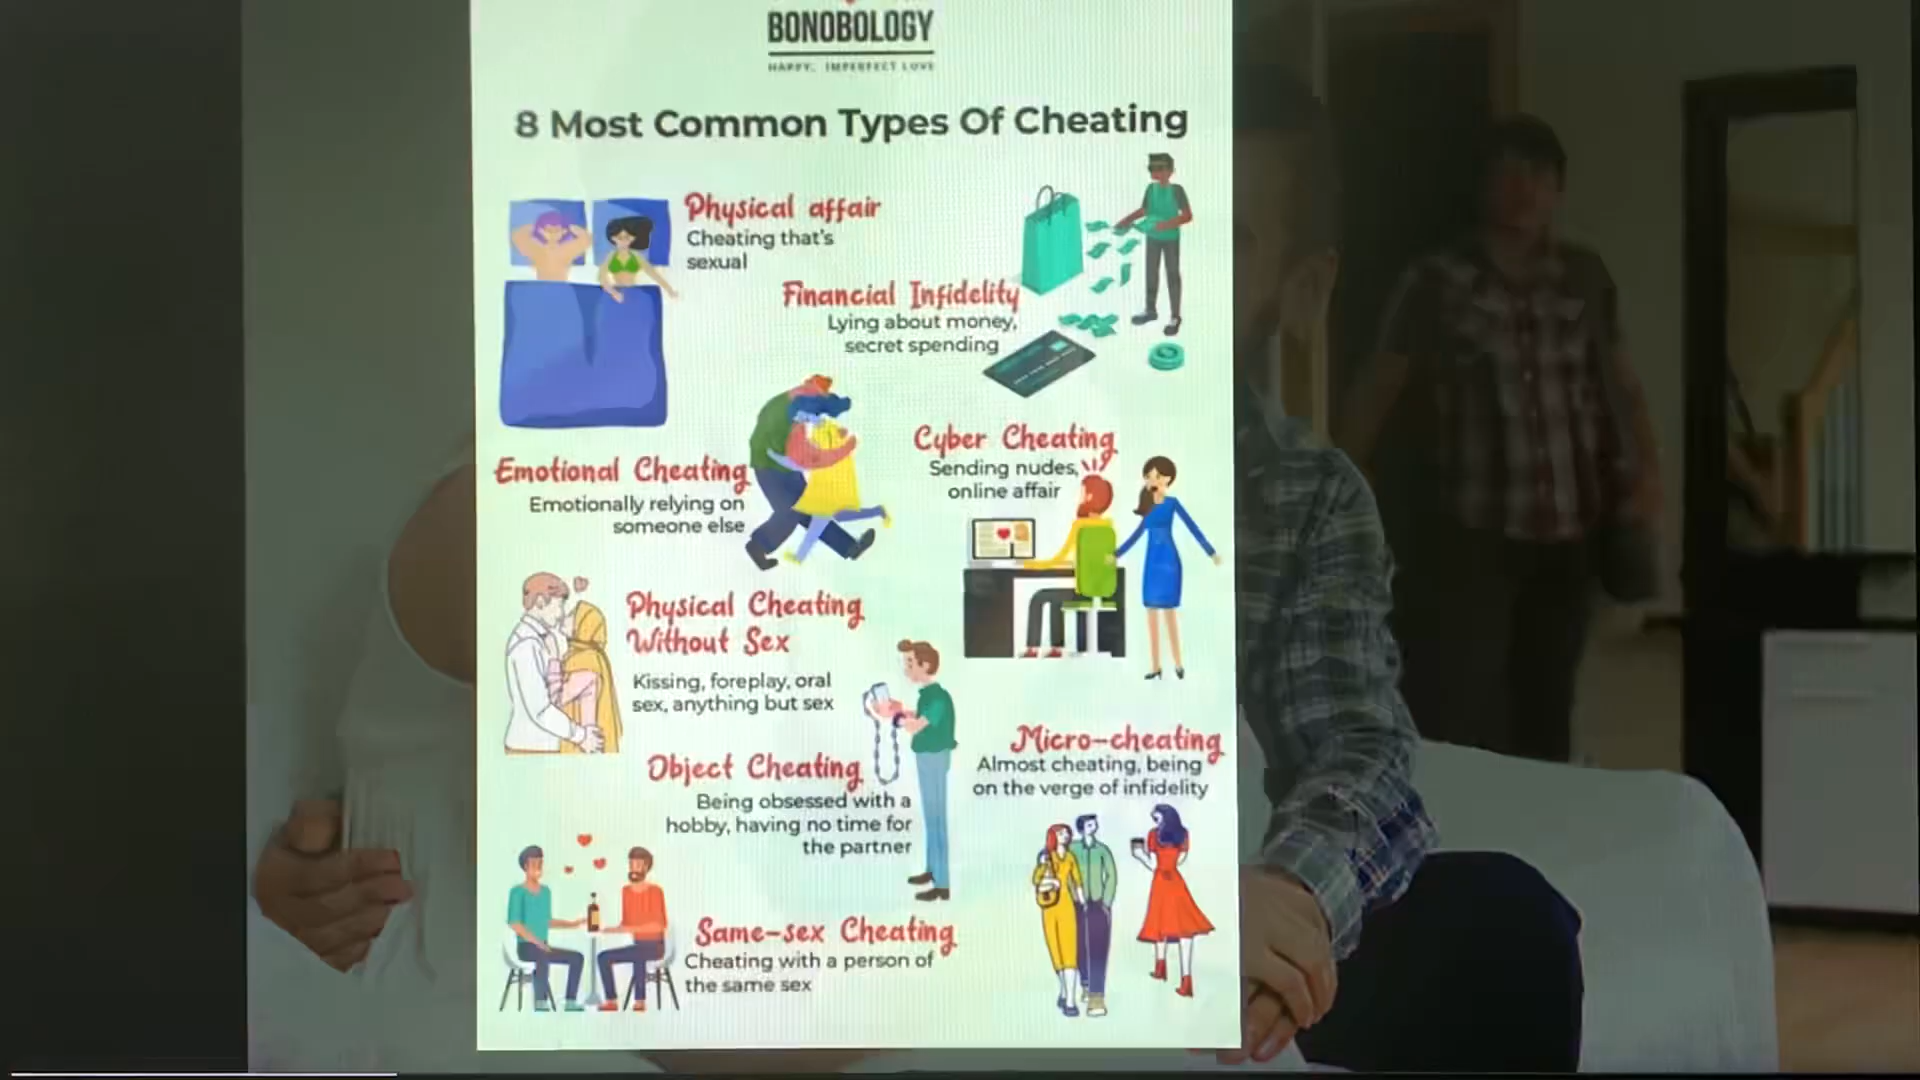 BONOBOLOGY
HAPPY, IMPERFECT LOVE
8 Most Common Types Of Cheating
Physical affair
Cheating that's
sexual
Financial Infidelity
Lying about money,
secret spending
Cyber Cheating
Sending nudes,
online affair
Emotional Cheating
Emotionally relying on
someone else
Physical Cheating
Without Sex
Kissing, foreplay, oral
sex, anything but sex
Micro-cheating
Almost cheating, being
on the verge of infidelity
Object Cheating
Being obsessed with a
hobby, having no time for
the partner
Same-sex Cheating
Cheating with a person of
the same sex